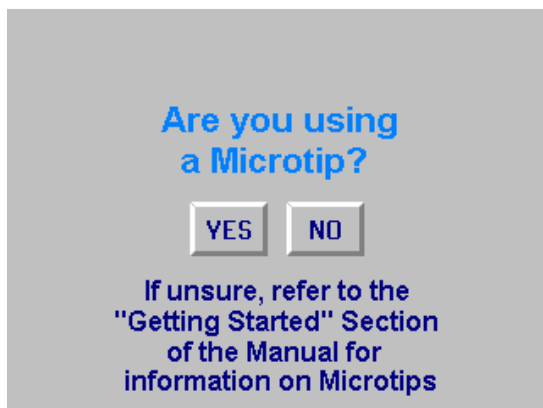 Are you using
a Microtip?
YES NO
If unsure, refer to the
"Getting Started" Section
of the Manual for
information on Microtips